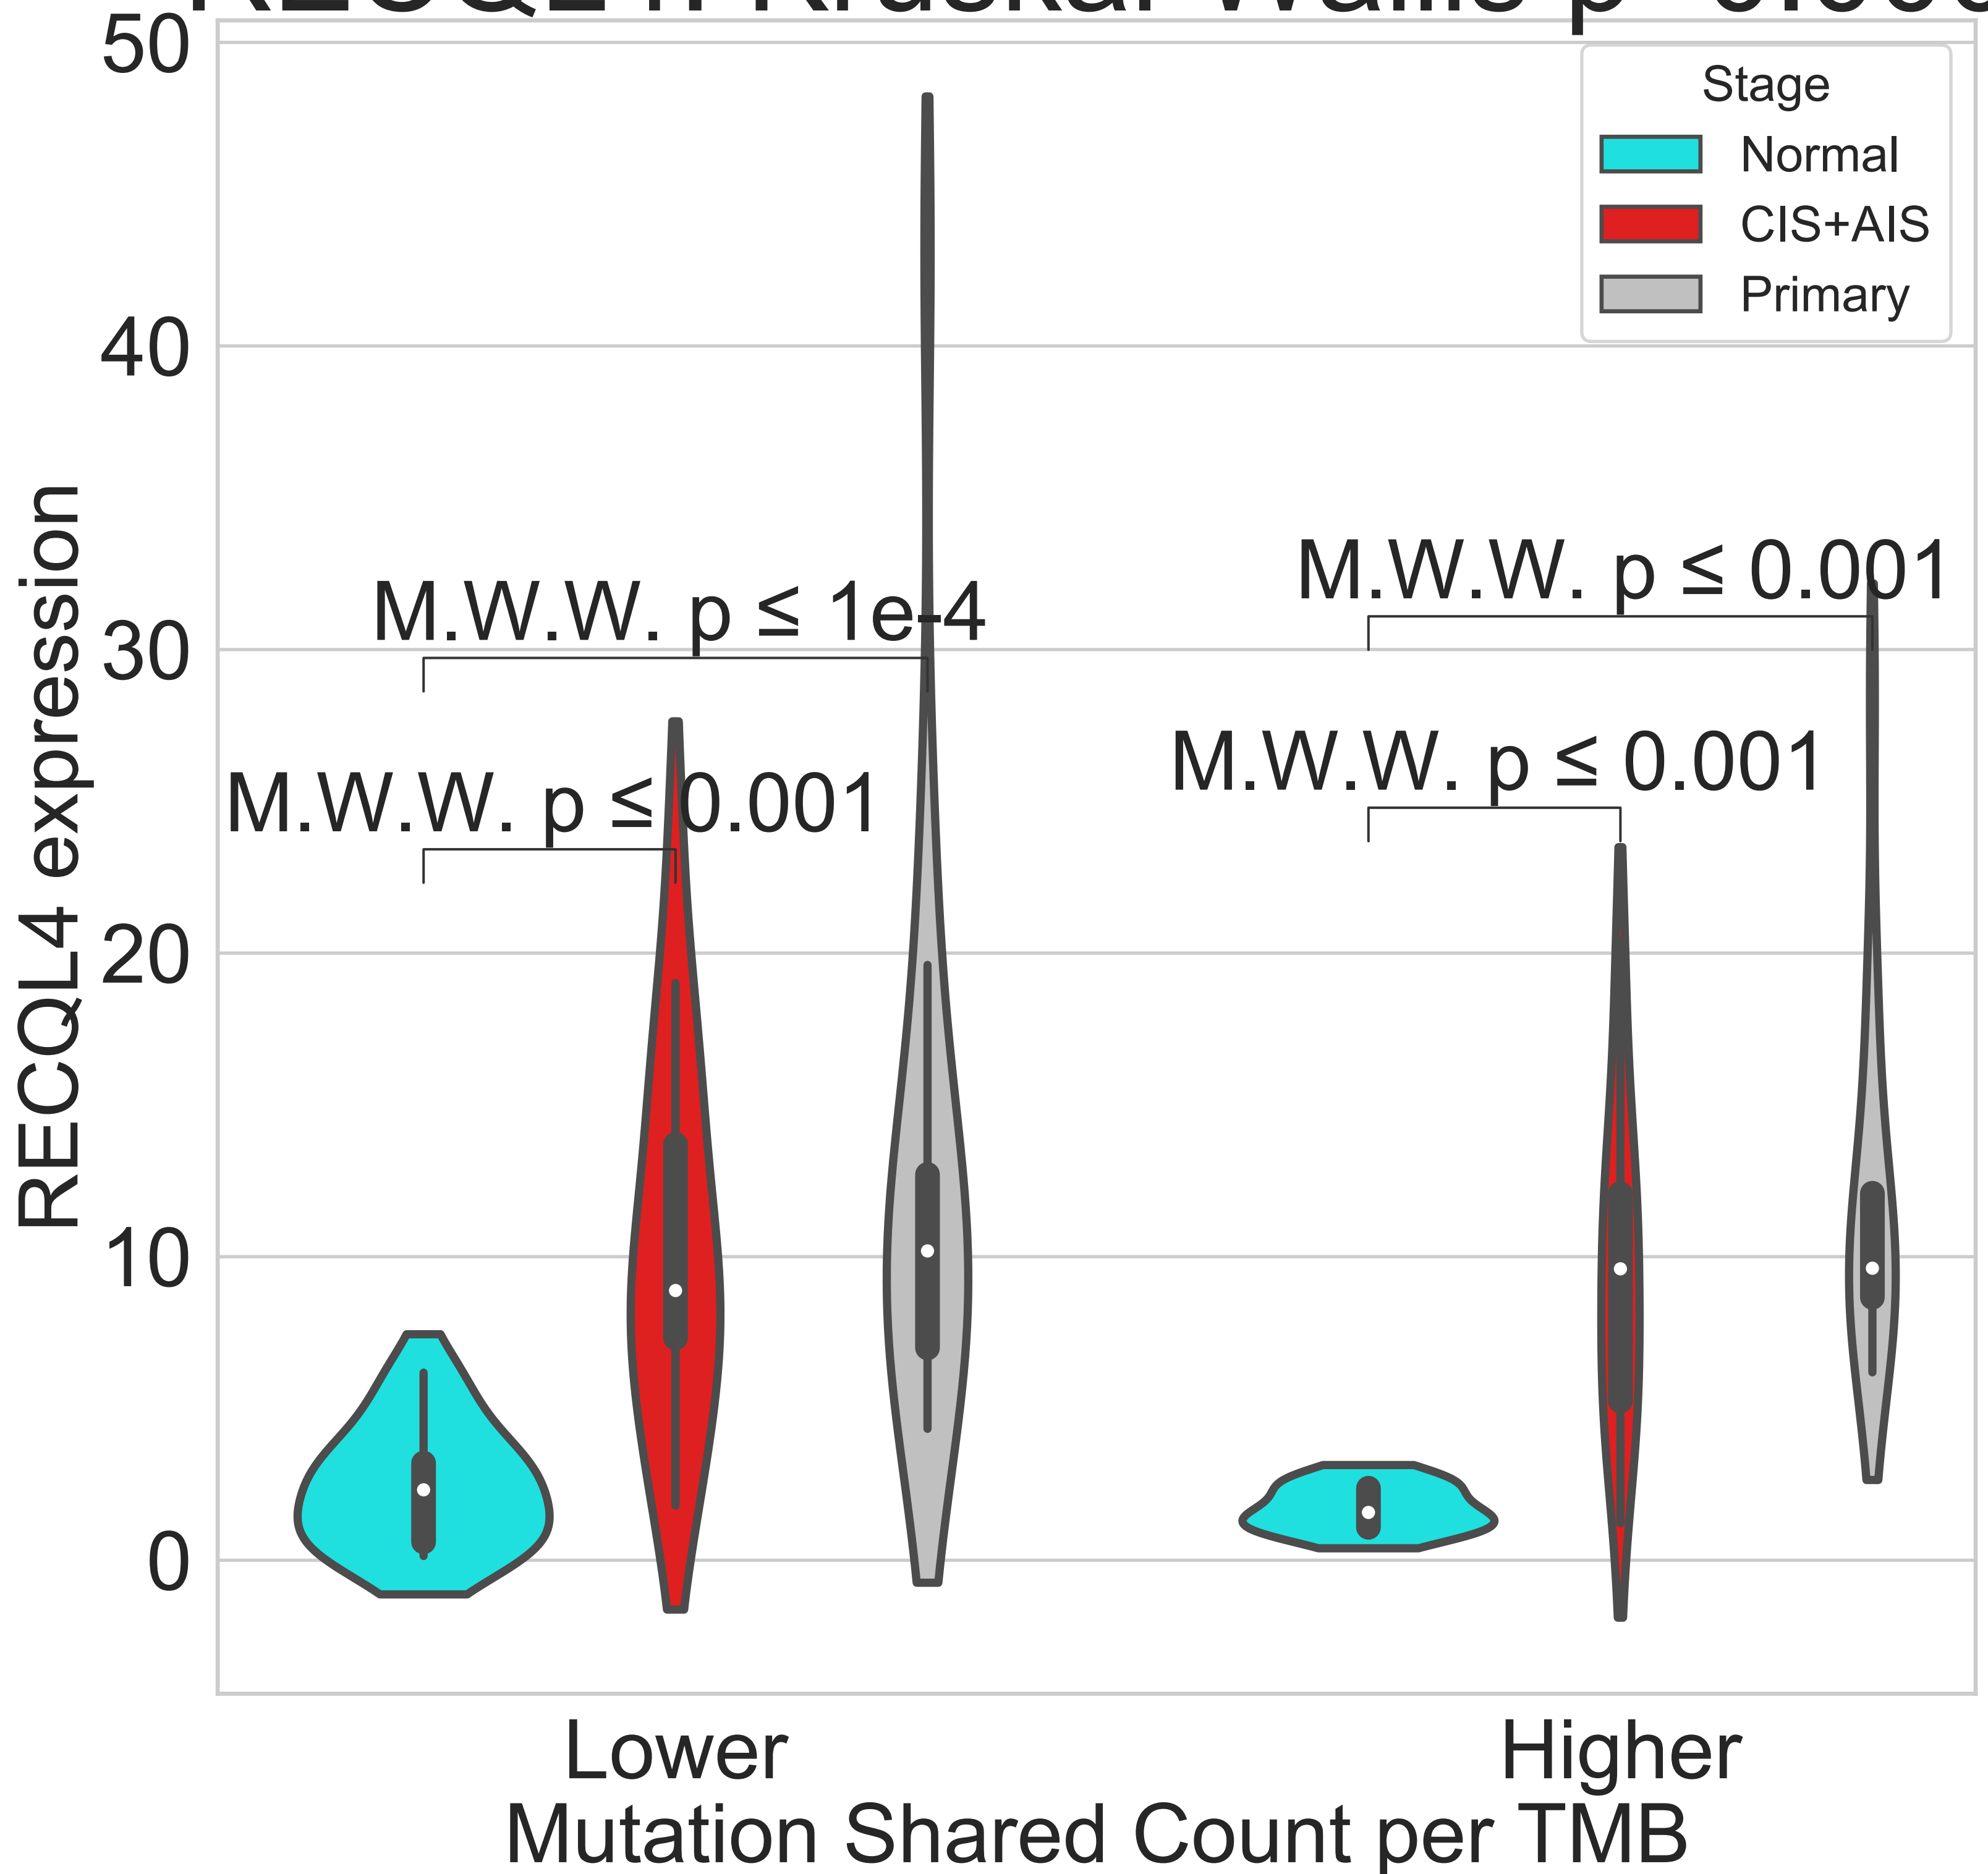 50
Stage
Normal
CIS+AIS
Primary
40
M.W.W. p ≤ 0.001
M.W.W. p ≤ 1e-4
30
M.W.W. p ≤ 0.001
M.W.W. p ≤ 0.001
20
10
0
RECQL4 expression
Lower
Higher
Mutation Shared Count per TMB